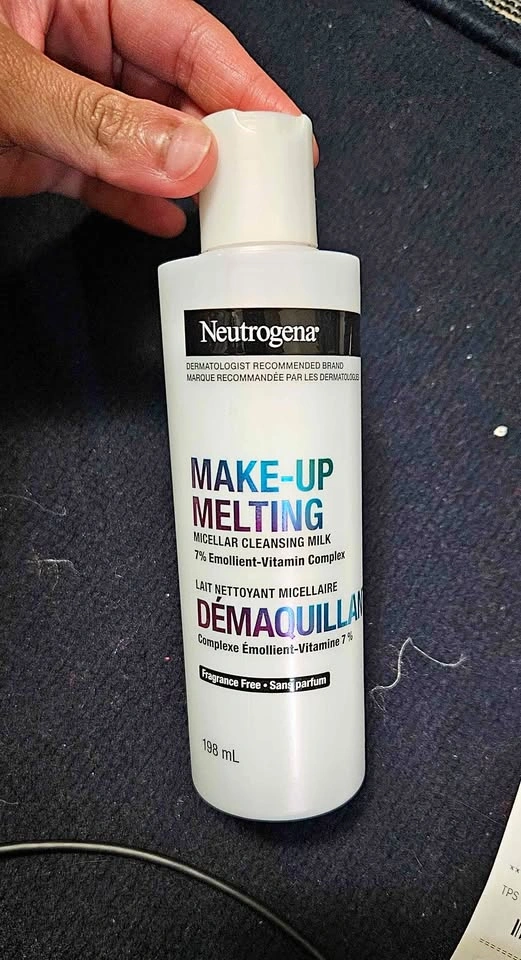 Neutrogena®
DERMATOLOGIST RECOMMENDED BRAND
MARQUE RECOMMANDÉE PAR LES DERMATOLOGUES
MAKE-UP
MELTING
MICELLAR CLEANSING MILK
7% Emollient-Vitamin Complex
LAIT NETTOYANT MICELLAIRE
DÉMAQUILLAN
Complexe Émollient-Vitamine 7 %
Fragrance Free • Sans parfum
198 mL
TPS